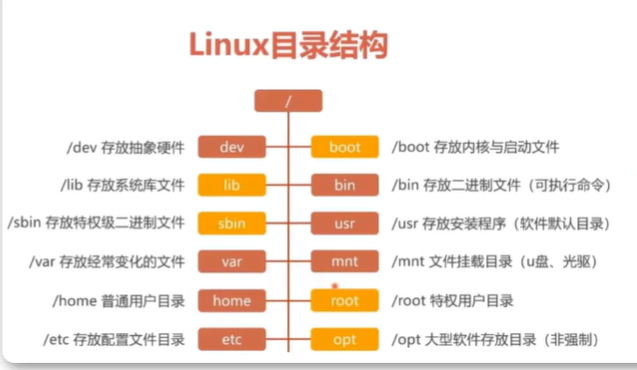 Linux目录结构
/
/dev 存放抽象硬件 dev boot /boot 存放内核与启动文件
/lib 存放系统库文件 lib bin /bin 存放二进制文件（可执行命令）
/sbin 存放特权级二进制文件 sbin usr /usr 存放安装程序（软件默认目录）
/var 存放经常变化的文件 var mnt /mnt 文件挂载目录（u盘、光驱）
/home 普通用户目录 home root /root 特权用户目录
/etc 存放配置文件目录 etc opt /opt 大型软件存放目录（非强制）